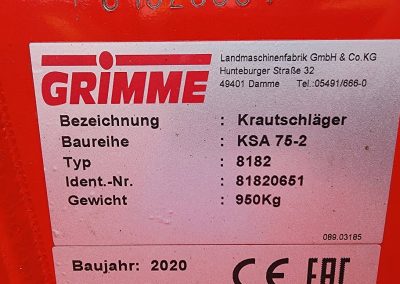 GRIMME
Landmaschinenfabrik GmbH & Co.KG
Hunteburger Straße 32
49401 Damme Tel.:05491/666-0
Bezeichnung : Krautschläger
Baureihe : KSA 75-2
Typ : 8182
Ident.-Nr. : 81820651
Gewicht : 950Kg
089.03185
Baujahr: 2020
CE EAC